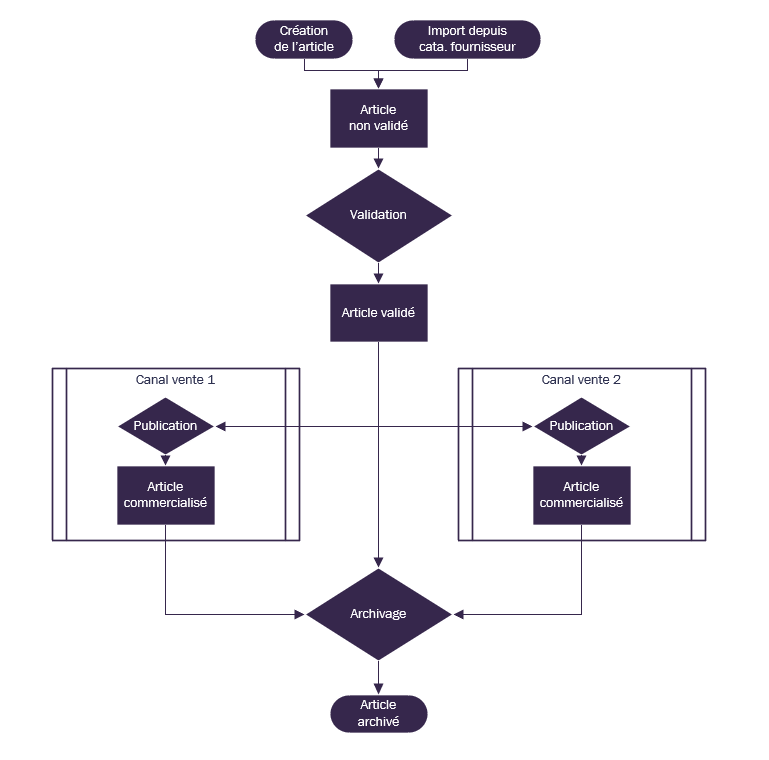 Création
de l'article
Import depuis
cata. fournisseur
Article
non validé
Validation
Article validé
Canal vente 1
Canal vente 2
Publication
Publication
Article
commercialisé
Article
commercialisé
Archivage
Article
archivé